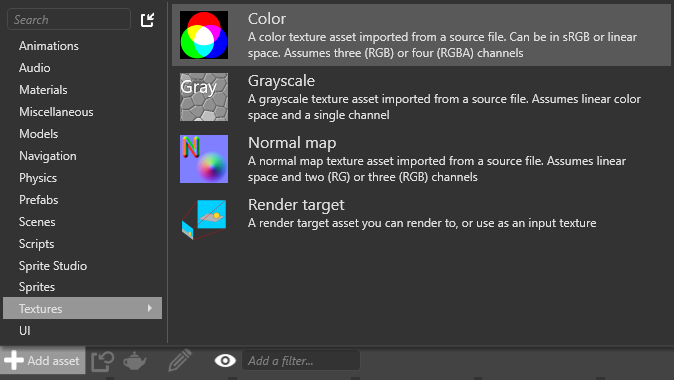 Search
Animations
Audio
Materials
Miscellaneous
Models
Navigation
Physics
Prefabs
Scenes
Scripts
Sprite Studio
Sprites
Textures
UI
Color
A color texture asset imported from a source file. Can be in sRGB or linear
space. Assumes three (RGB) or four (RGBA) channels
Gray
Grayscale
A grayscale texture asset imported from a source file. Assumes linear color
space and a single channel
N
Normal map
A normal map texture asset imported from a source file. Assumes linear
space and two (RG) or three (RGB) channels
Render target
A render target asset you can render to, or use as an input texture
Add asset
Add a filter...